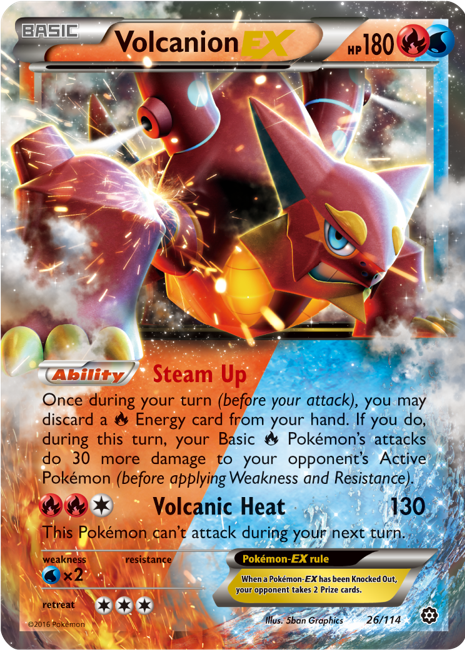 BASIC
Volcanion EX HP 180
Ability Steam Up
Once during your turn (before your attack), you may
discard a Energy card from your hand. If you do,
during this turn, your Basic Pokémon's attacks
do 30 more damage to your opponent's Active
Pokémon (before applying Weakness and Resistance).
Volcanic Heat 130
This Pokémon can't attack during your next turn.
weakness resistance
×2
Pokémon-EX rule
When a Pokémon-EX has been Knocked Out,
your opponent takes 2 Prize cards.
retreat
©2016 Pokémon
Illus. 5ban Graphics 26/114